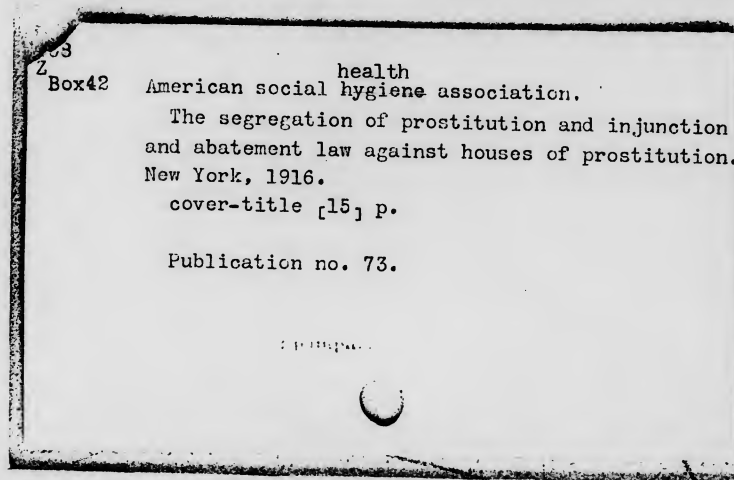 Z
Box42
health
American social hygiene association.
The segregation of prostitution and injunction
and abatement law against houses of prostitution.
New York, 1916.
cover-title [15] p.
Publication no. 73.